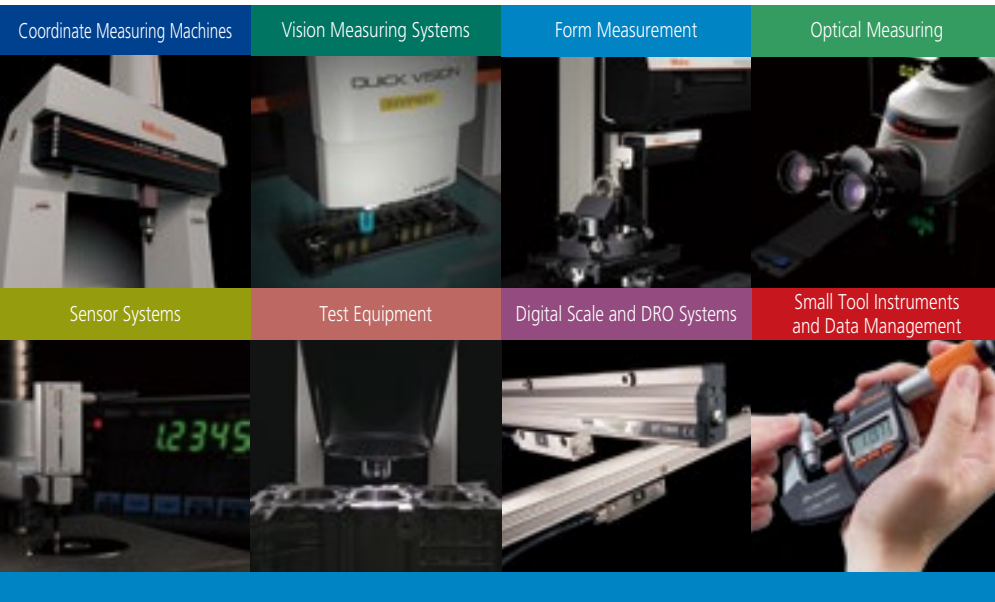 Coordinate Measuring Machines
Vision Measuring Systems
Form Measurement
Optical Measuring
QUICK VISION
HYPER
Sensor Systems
Test Equipment
Digital Scale and DRO Systems
Small Tool Instruments
and Data Management
12345